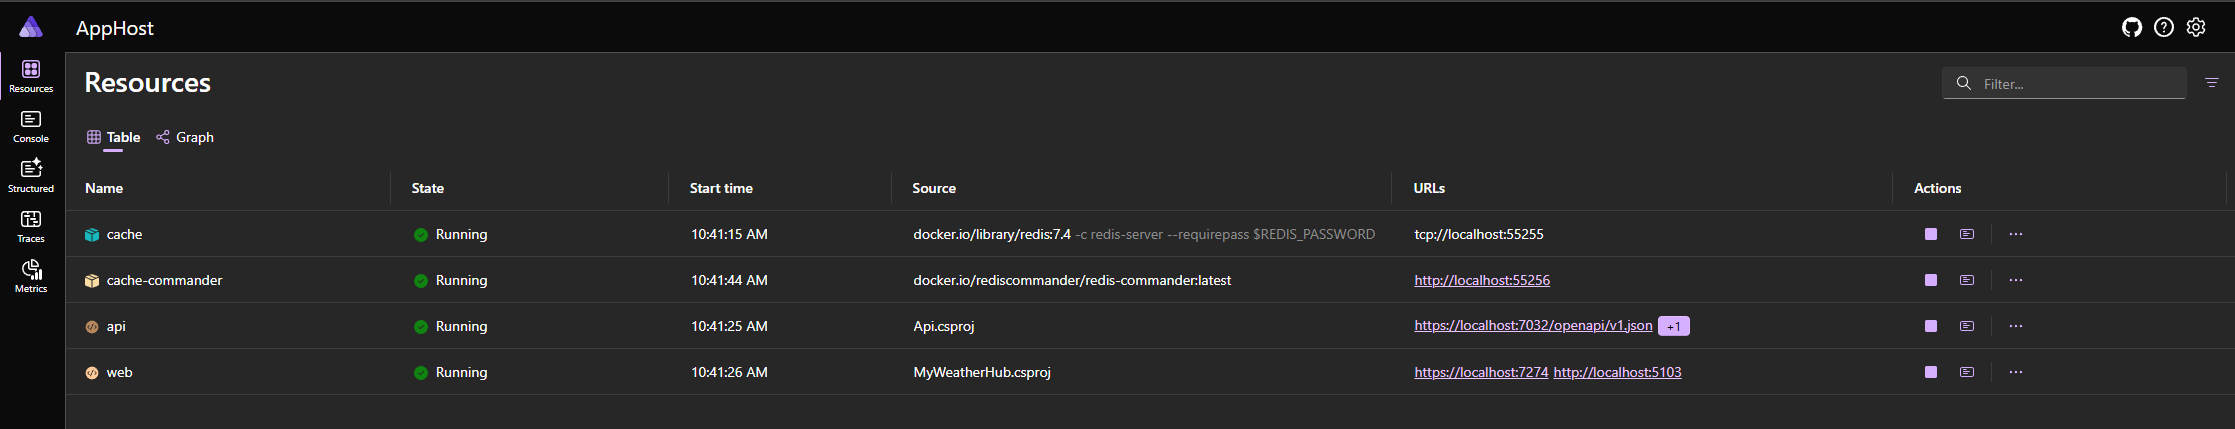 AppHost
Resources
Console
Structured
Traces
Metrics
Resources
Filter...
Table Graph
Name State Start time Source URLs Actions
cache Running 10:41:15 AM docker.io/library/redis:7.4 -c redis-server --requirepass $REDIS_PASSWORD tcp://localhost:55255
cache-commander Running 10:41:44 AM docker.io/rediscommander/redis-commander:latest http://localhost:55256
api Running 10:41:25 AM Api.csproj https://localhost:7032/openapi/v1.json +1
web Running 10:41:26 AM MyWeatherHub.csproj https://localhost:7274 http://localhost:5103